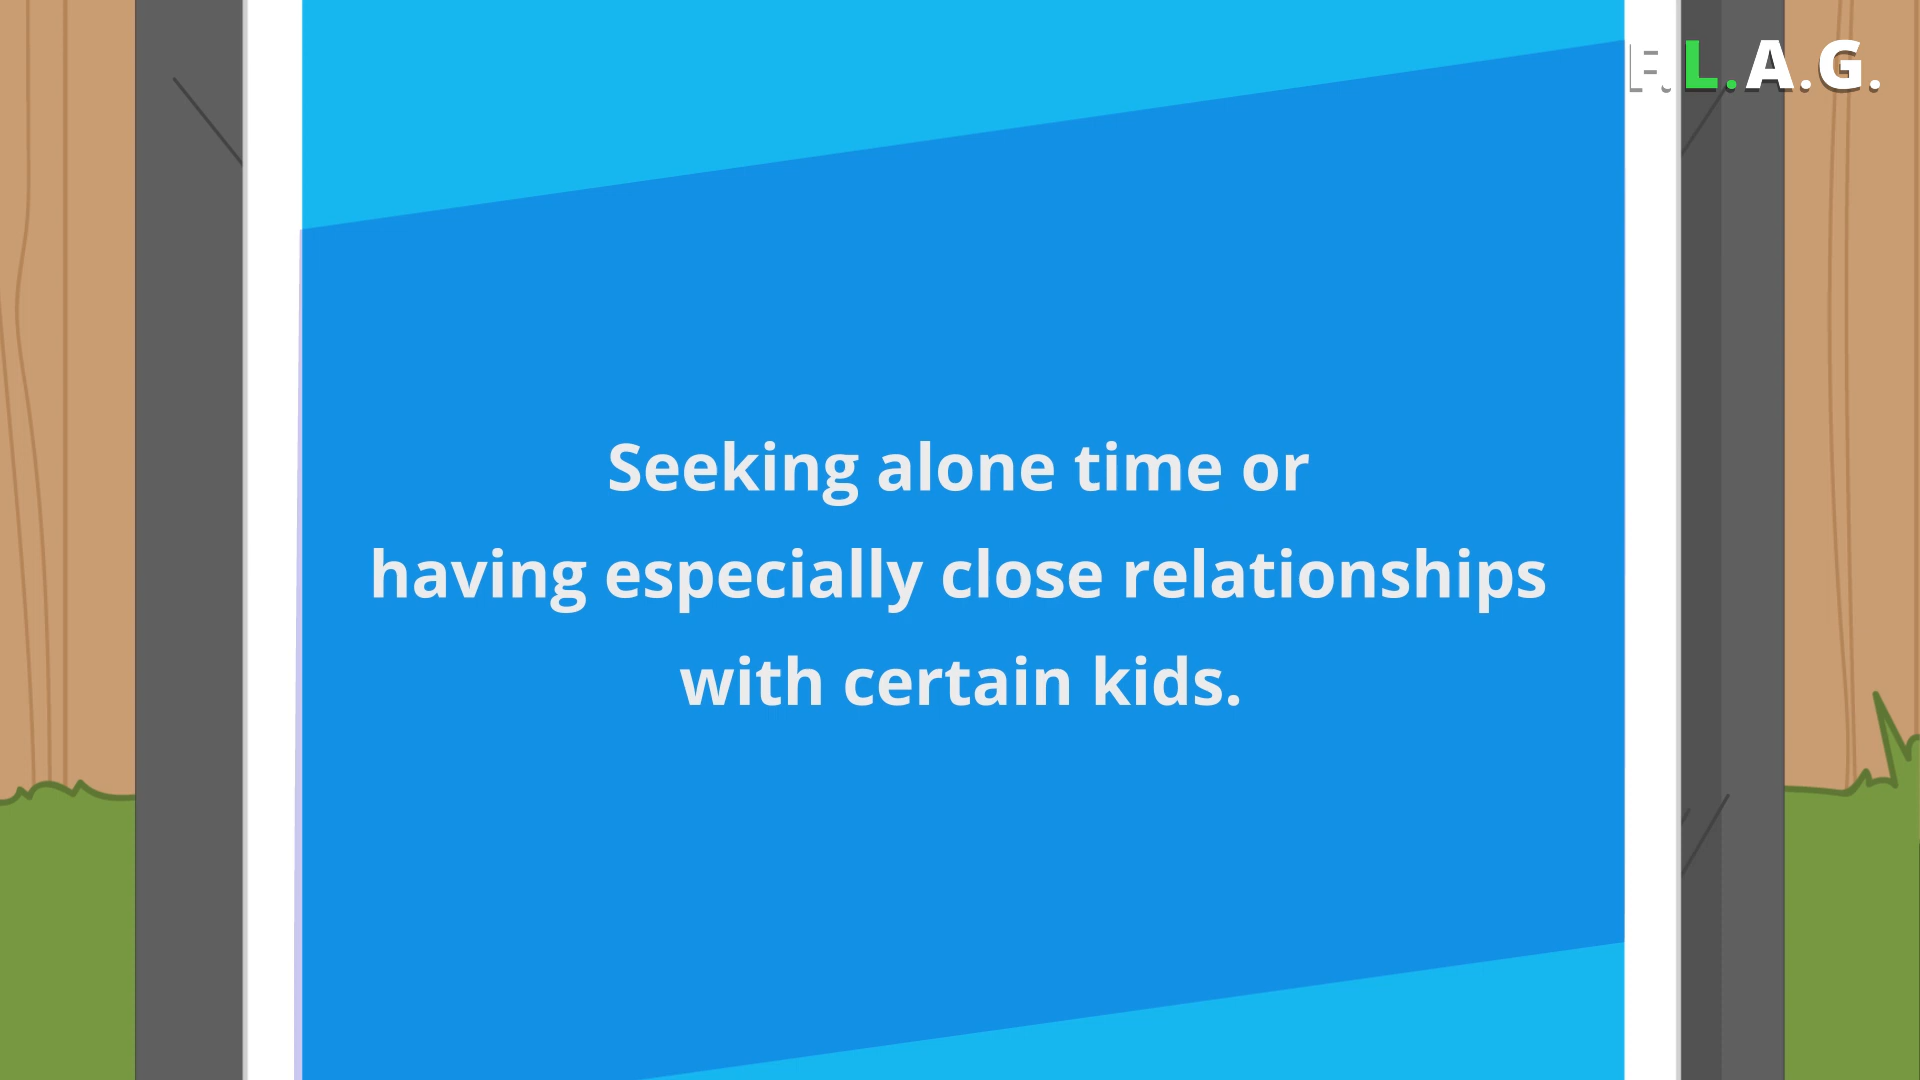 F.L.A.G.
Seeking alone time or
having especially close relationships
with certain kids.